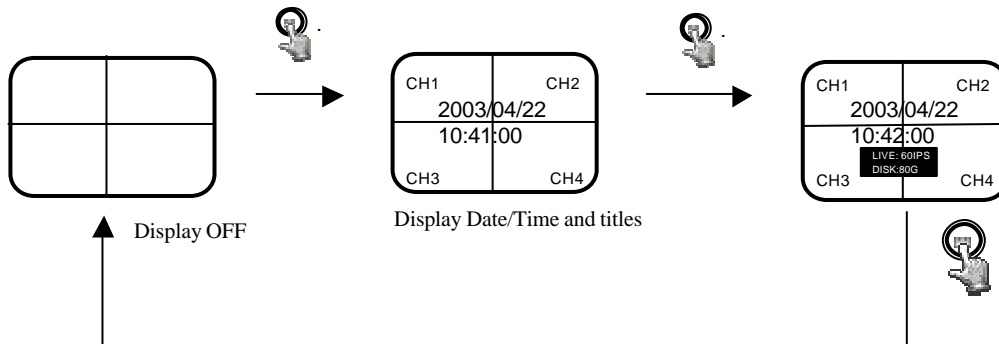 CH1 CH2
2003/04/22
10:41:00
CH3 CH4
CH1 CH2
2003/04/22
10:42:00
LIVE: 60IPS
DISK:80G
CH3 CH4
Display OFF
Display Date/Time and titles